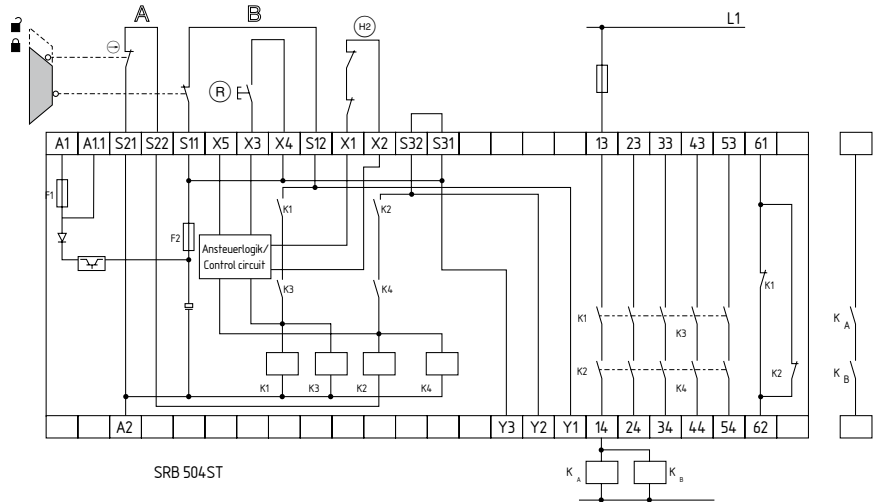 A B H2 L1
R
A1 A1.1 S21 S22 S11 X5 X3 X4 S12 X1 X2 S32 S31 13 23 33 43 53 61
F1
K1 K2
F2
Ansteuerlogik/
Control circuit
K1
K3 K4
K1 K3 K A
K2 K4 K2 K B
K1 K3 K2 K4
A2 Y3 Y2 Y1 14 24 34 44 54 62
SRB 504ST
K A K B